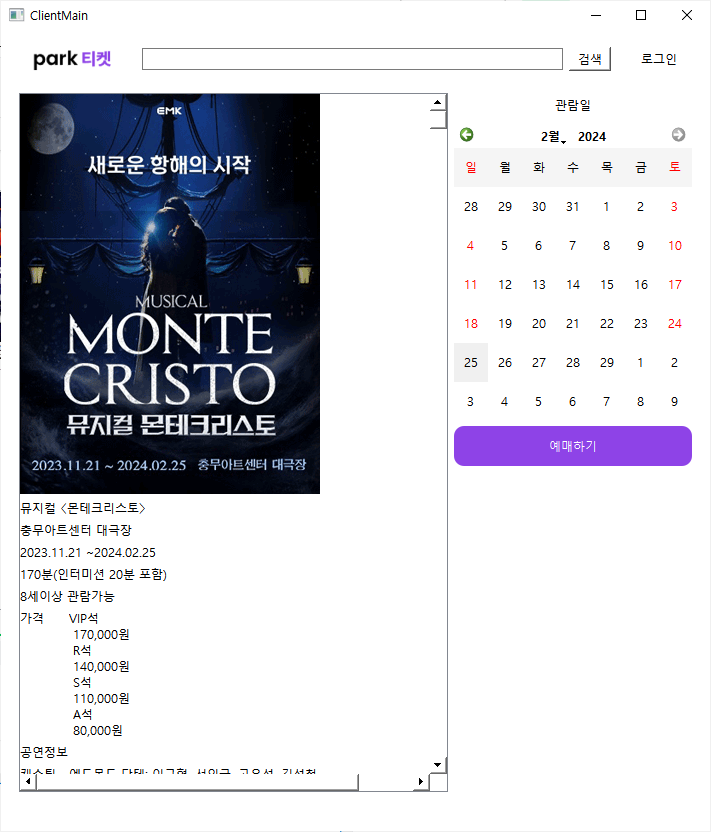 ClientMain
park 티켓
검색
로그인
EMK
새로운 항해의 시작
MUSICAL
MONTE
CRISTO
뮤지컬 몬테크리스토
2023.11.21 ~ 2024.02.25 충무아트센터 대극장
뮤지컬 <몬테크리스토>
충무아트센터 대극장
2023.11.21 ~2024.02.25
170분(인터미션 20분 포함)
8세이상 관람가능
가격 VIP석
170,000원
R석
140,000원
S석
110,000원
A석
80,000원
공연정보
관람일
2월 2024
일 월 화 수 목 금 토
28 29 30 31 1 2 3
4 5 6 7 8 9 10
11 12 13 14 15 16 17
18 19 20 21 22 23 24
25 26 27 28 29 1 2
3 4 5 6 7 8 9
예매하기